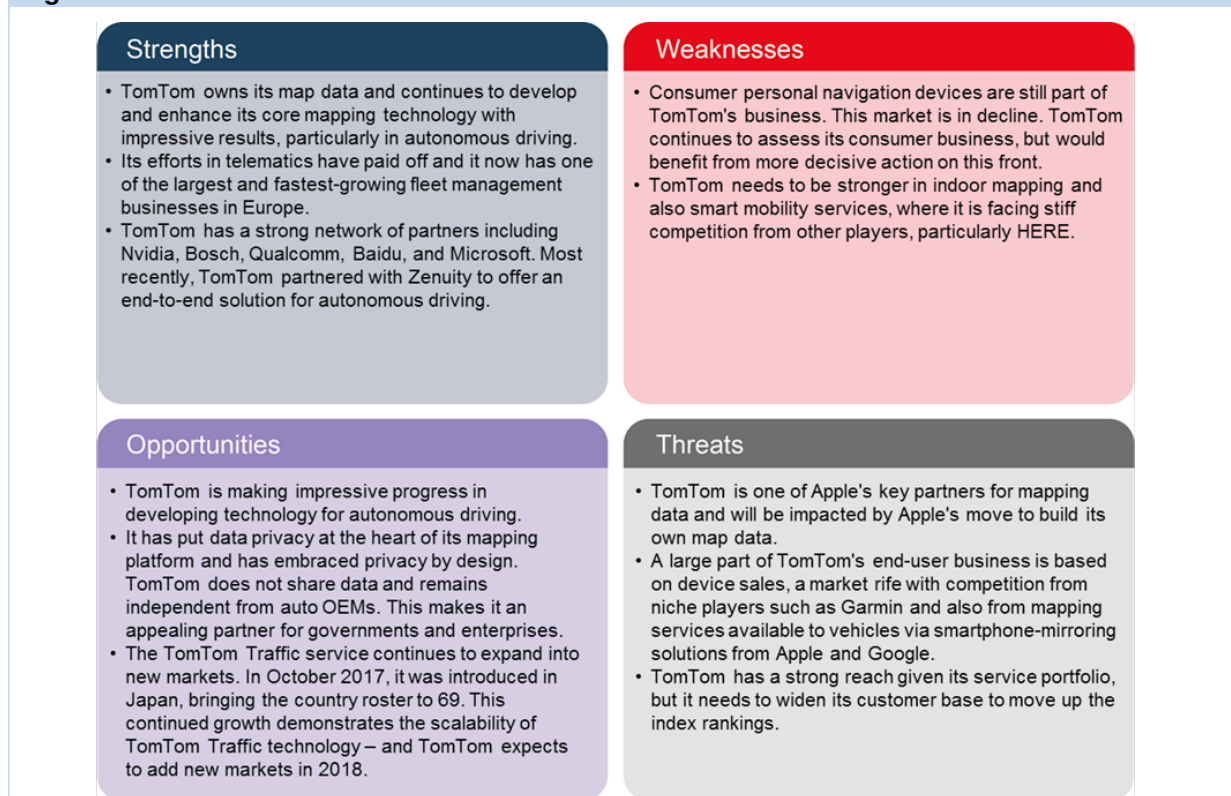 Strengths
• TomTom owns its map data and continues to develop
and enhance its core mapping technology with
impressive results, particularly in autonomous driving.
• Its efforts in telematics have paid off and it now has one
of the largest and fastest-growing fleet management
businesses in Europe.
• TomTom has a strong network of partners including
Nvidia, Bosch, Qualcomm, Baidu, and Microsoft. Most
recently, TomTom partnered with Zenuity to offer an
end-to-end solution for autonomous driving.
Weaknesses
• Consumer personal navigation devices are still part of
TomTom's business. This market is in decline. TomTom
continues to assess its consumer business, but would
benefit from more decisive action on this front.
• TomTom needs to be stronger in indoor mapping and
also smart mobility services, where it is facing stiff
competition from other players, particularly HERE.
Opportunities
• TomTom is making impressive progress in
developing technology for autonomous driving.
• It has put data privacy at the heart of its mapping
platform and has embraced privacy by design.
TomTom does not share data and remains
independent from auto OEMs. This makes it an
appealing partner for governments and enterprises.
• The TomTom Traffic service continues to expand into
new markets. In October 2017, it was introduced in
Japan, bringing the country roster to 69. This
continued growth demonstrates the scalability of
TomTom Traffic technology – and TomTom expects
to add new markets in 2018.
Threats
• TomTom is one of Apple's key partners for mapping
data and will be impacted by Apple's move to build its
own map data.
• A large part of TomTom's end-user business is based
on device sales, a market rife with competition from
niche players such as Garmin and also from mapping
services available to vehicles via smartphone-mirroring
solutions from Apple and Google.
• TomTom has a strong reach given its service portfolio,
but it needs to widen its customer base to move up the
index rankings.